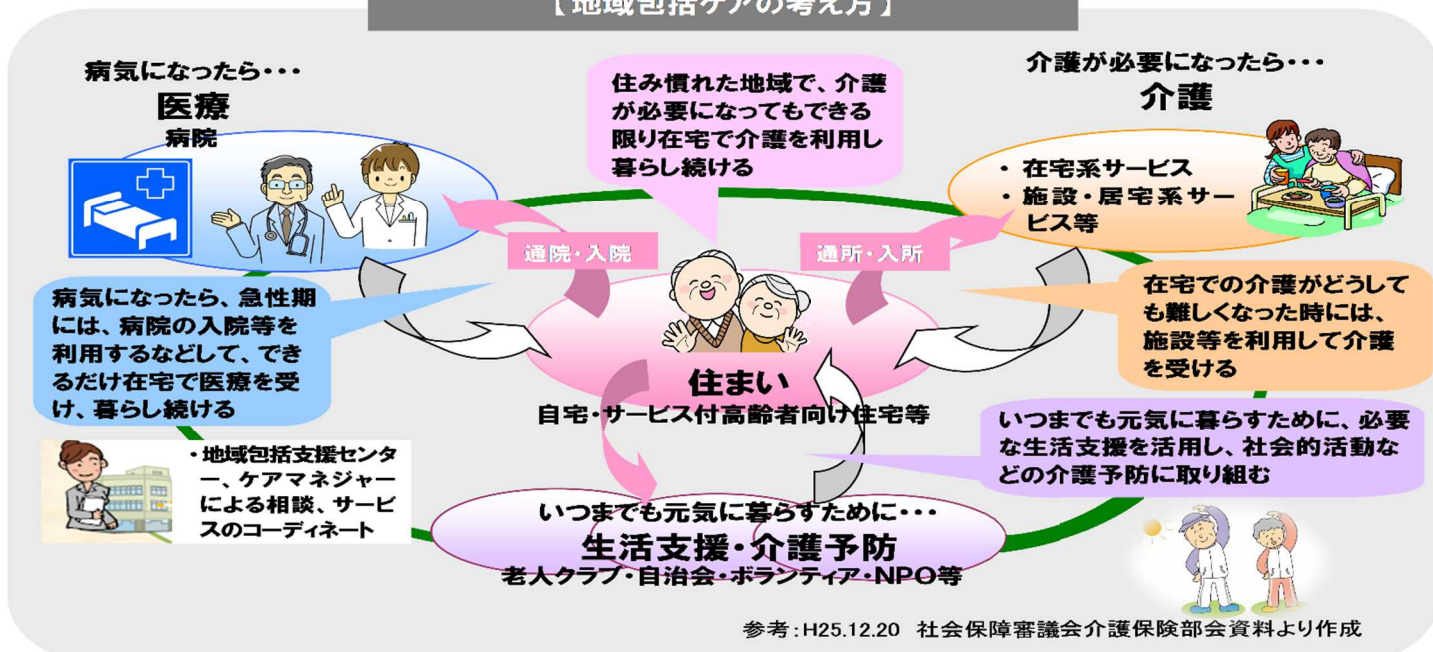 【地域包括ケアの考え方】
病気になったら・・・
医療
病院
住み慣れた地域で、介護
が必要になってもできる
限り在宅で介護を利用し
暮らし続ける
介護が必要になったら・・・
介護
・ 在宅系サービス
・ 施設・居宅系サー
ビス等
通院・入院
通所・入所
病気になったら、急性期
には、病院の入院等を
利用するなどして、でき
るだけ在宅で医療を受
け、暮らし続ける
在宅での介護がどうして
も難しくなった時には、
施設等を利用して介護
を受ける
住まい
自宅・サービス付高齢者向け住宅等
いつまでも元気に暮らすために、必要
な生活支援を活用し、社会的活動な
どの介護予防に取り組む
・地域包括支援センタ
ー、ケアマネジャー
による相談、サービ
スのコーディネート
いつまでも元気に暮らすために・・・
生活支援・介護予防
老人クラブ・自治会・ボランティア・NPO等
参考：H25.12.20 社会保障審議会介護保険部会資料より作成